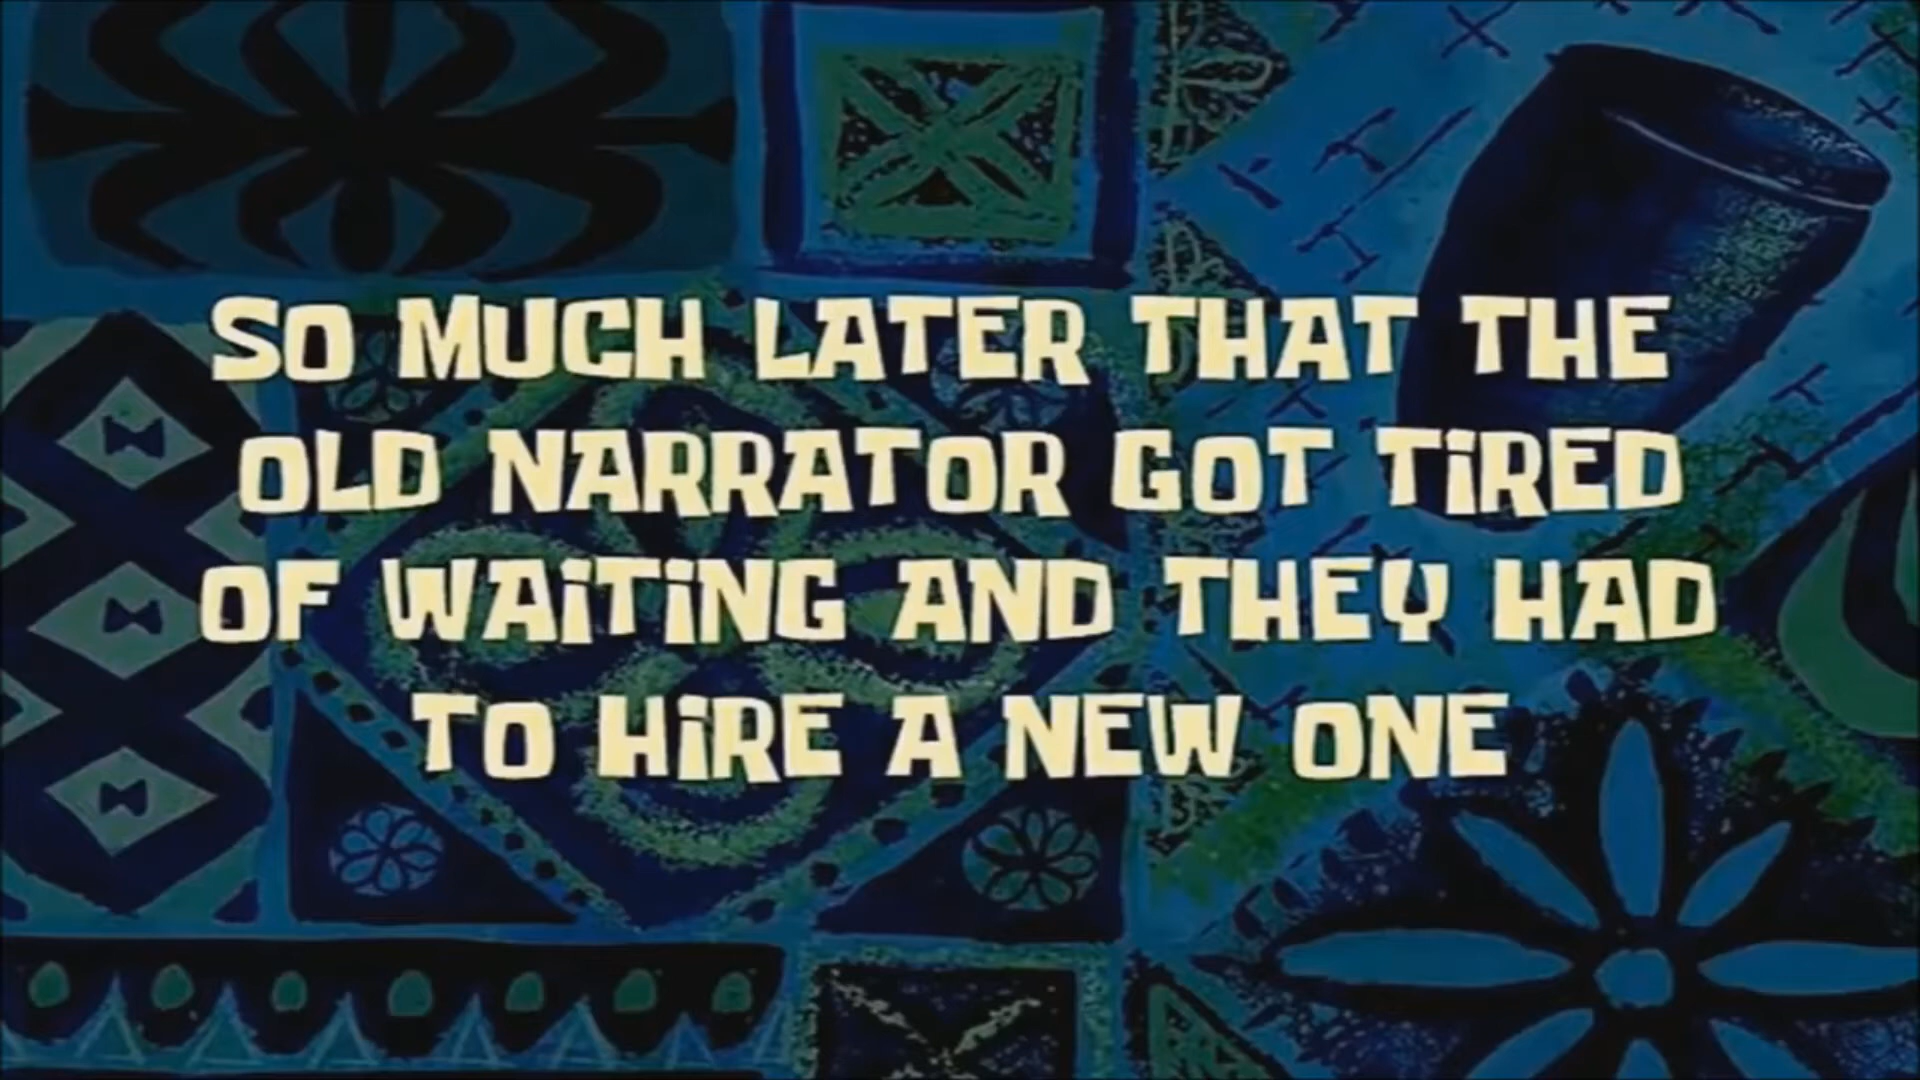 SO MUCH LATER THAT THE
OLD NARRATOR GOT TiRED
OF WAiTiNG AND THEY HAD
TO HiRE A NEW ONE